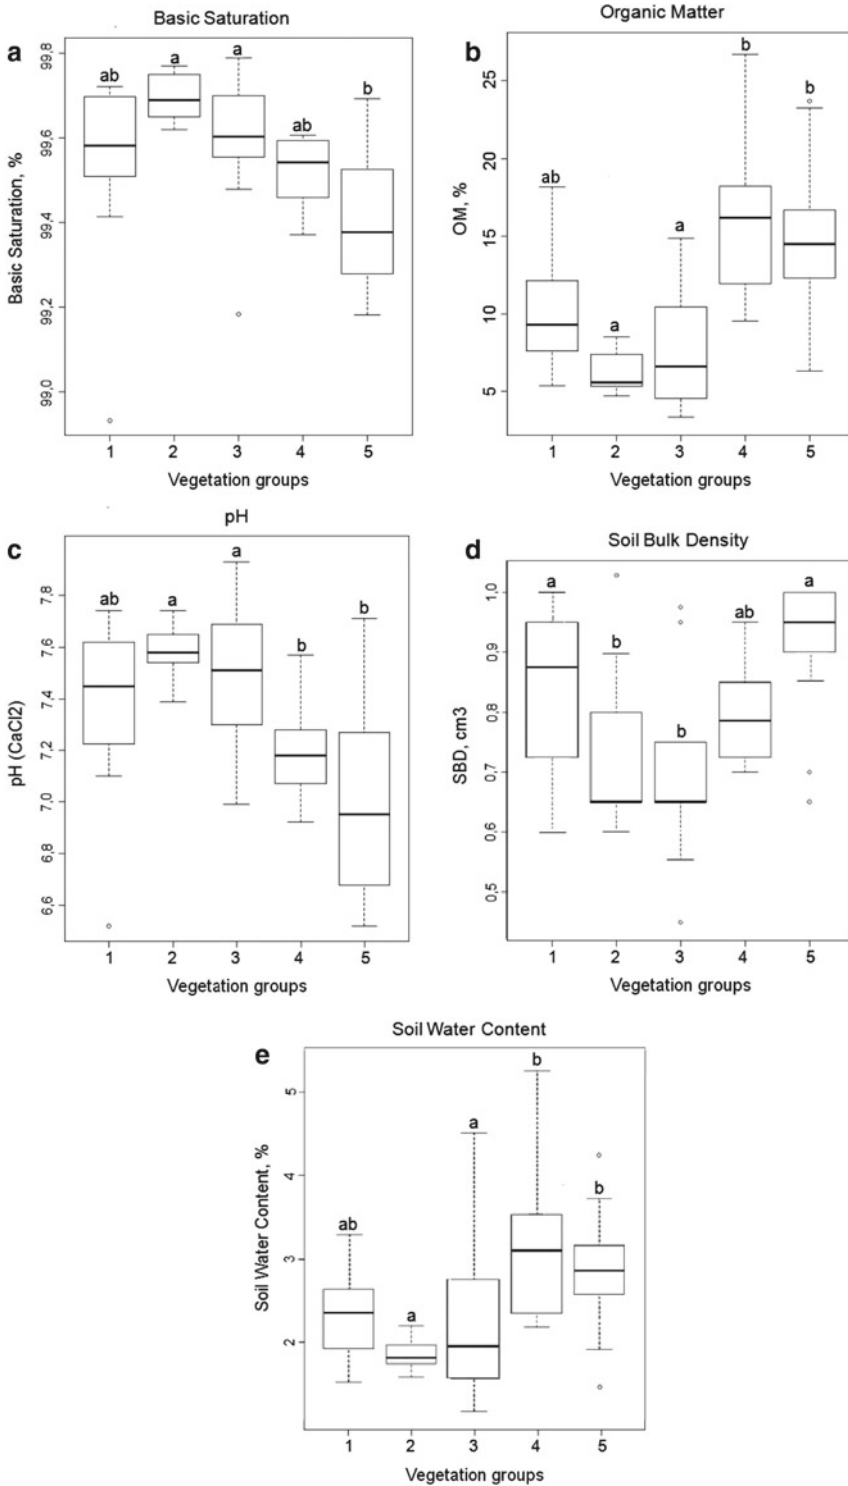 Basic Saturation
a
Basic Saturation, %
99,8
99,6
99,4
99,2
99,0
ab
a
a
ab
b
1 2 3 4 5
Vegetation groups
Organic Matter
b
OM, %
25
20
15
10
5
ab
a
a
b
b
1 2 3 4 5
Vegetation groups
pH
c
pH (CaCl2)
7,8
7,6
7,4
7,2
7,0
6,8
6,6
ab
a
a
b
b
1 2 3 4 5
Vegetation groups
Soil Bulk Density
d
SBD, cm3
1,0
0,9
0,8
0,7
0,6
0,5
a
b
b
ab
a
1 2 3 4 5
Vegetation groups
Soil Water Content
e
Soil Water Content, %
5
4
3
2
ab
a
a
b
b
1 2 3 4 5
Vegetation groups